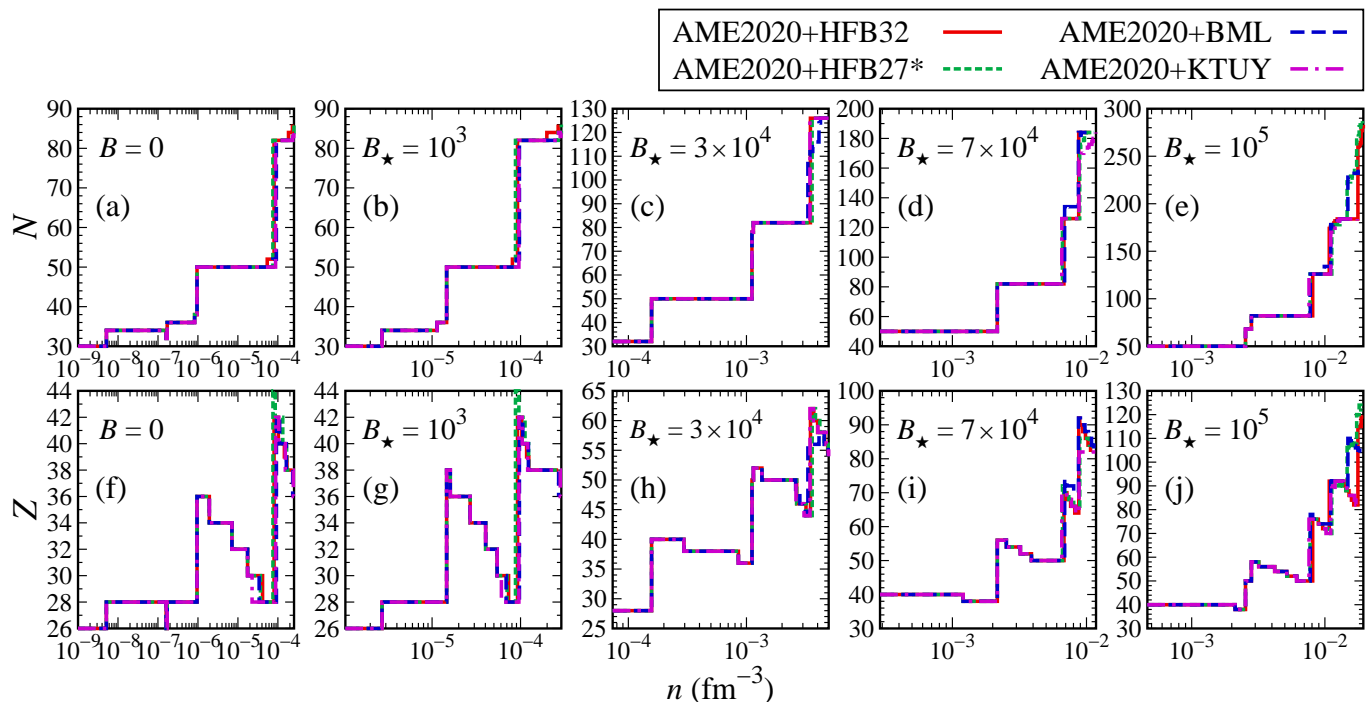 AME2020+HFB32 AME2020+BML
AME2020+HFB27* AME2020+KTUY
90 90 130 200 300
80 80 120 180 250
70 70 110 160 200
60 60 100 140 150
50 50 90 120 100
40 40 80 100 50
30 30 70 80
60 60
50 40
40
30
B = 0 B★ = 10³ B★ = 3×10⁴ B★ = 7×10⁴ B★ = 10⁵
N (a) (b) (c) (d) (e)
10⁻⁹ 10⁻⁸ 10⁻⁷ 10⁻⁶ 10⁻⁵ 10⁻⁴ 10⁻⁵ 10⁻⁴ 10⁻⁴ 10⁻³ 10⁻³ 10⁻² 10⁻²
44 44 65 100 130
42 42 60 90 120
40 40 55 80 110
38 38 50 70 100
36 36 45 60 90
34 34 40 50 80
32 32 35 40 70
30 30 30 30 60
28 28 25 50
26 26 40
30
B = 0 B★ = 10³ B★ = 3×10⁴ B★ = 7×10⁴ B★ = 10⁵
Z (f) (g) (h) (i) (j)
10⁻⁹ 10⁻⁸ 10⁻⁷ 10⁻⁶ 10⁻⁵ 10⁻⁴ 10⁻⁵ 10⁻⁴ 10⁻⁴ 10⁻³ 10⁻³ 10⁻² 10⁻²
n (fm⁻³)